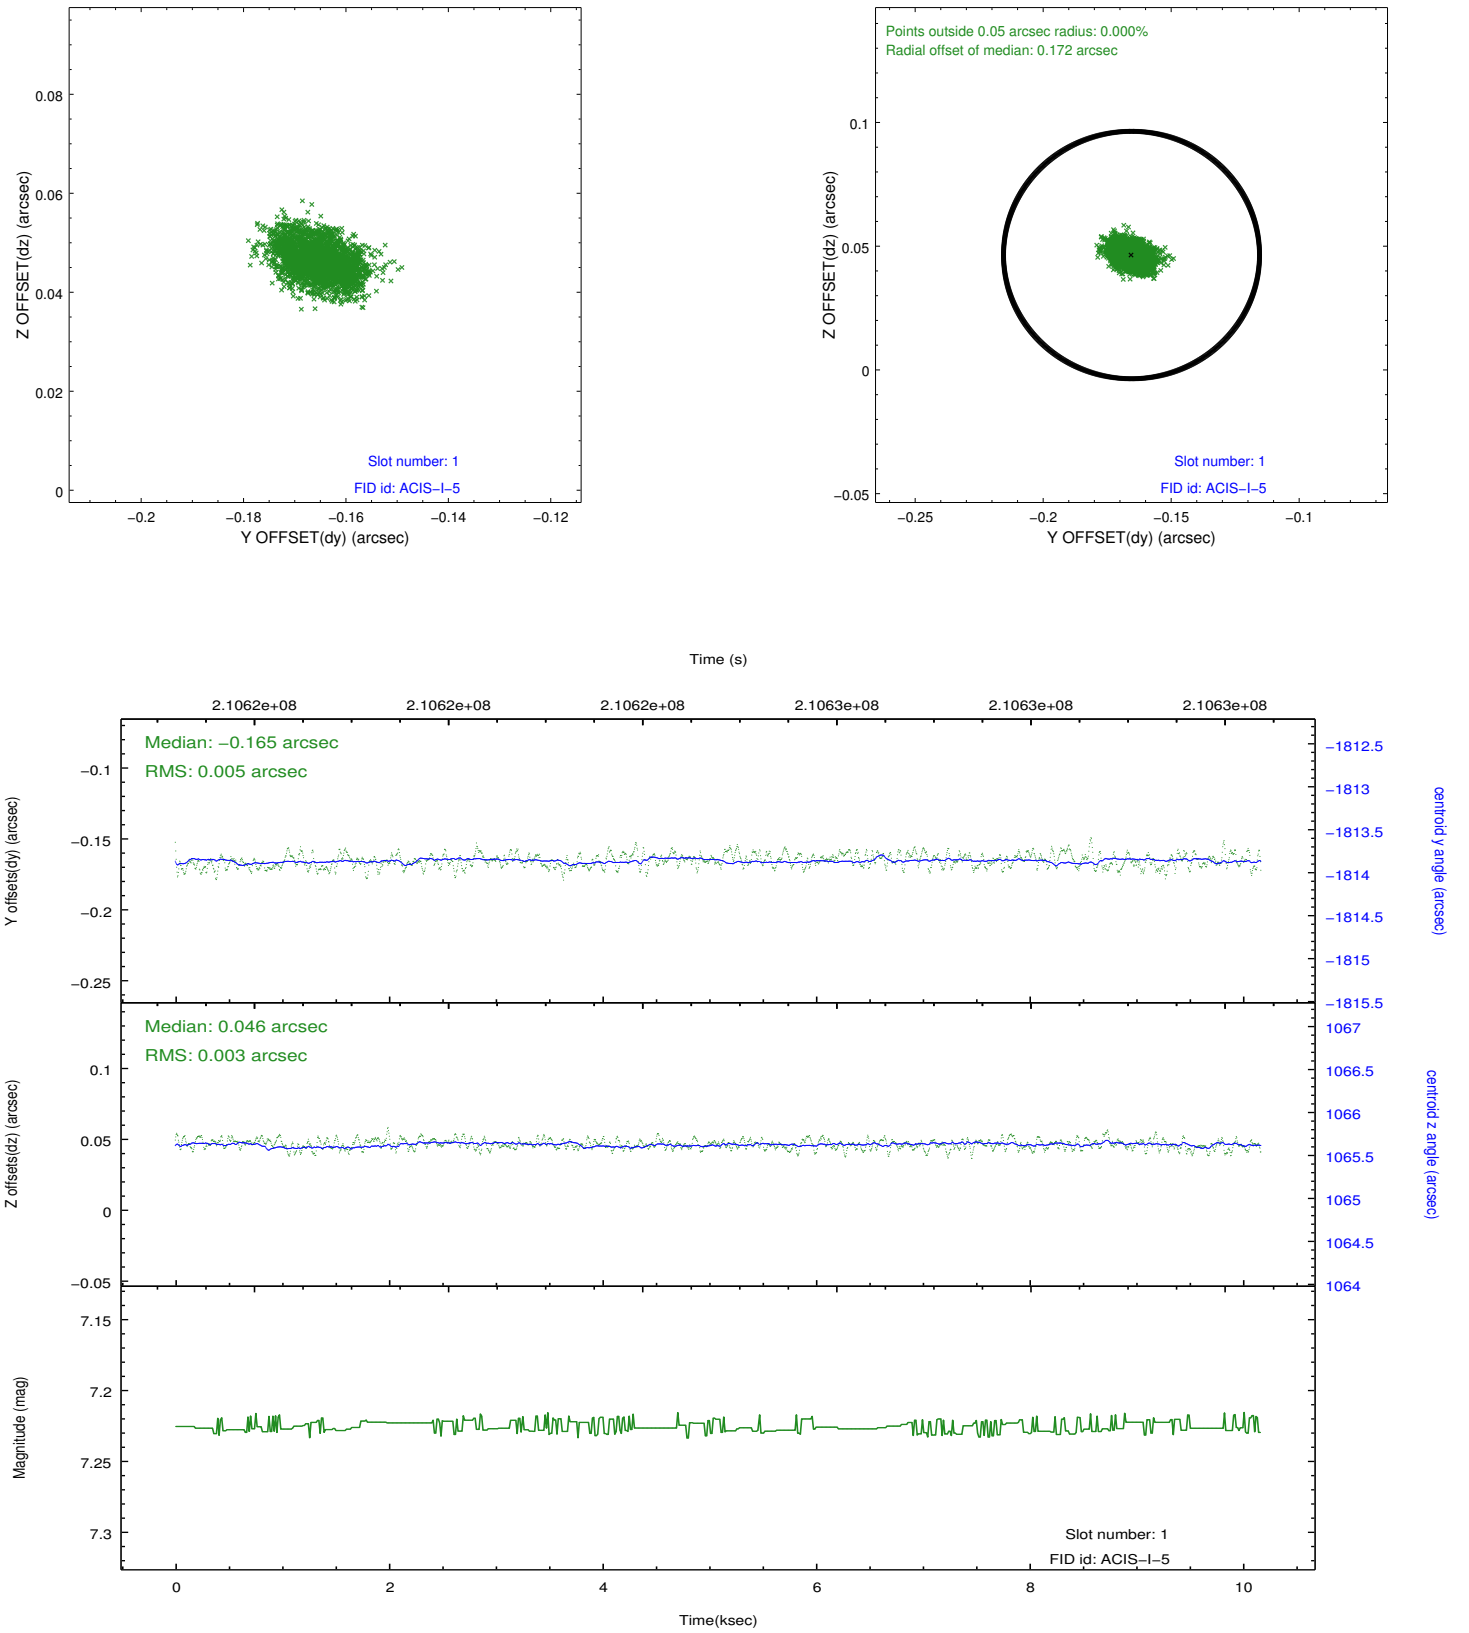 0.08
0.06
0.04
0.02
0
Z OFFSET(dz) (arcsec)
Slot number: 1
FID id: ACIS−I−5
−0.2
−0.18
−0.16
−0.14
−0.12
Y OFFSET(dy) (arcsec)
Points outside 0.05 arcsec radius: 0.000%
Radial offset of median: 0.172 arcsec
0.1
0.05
0
−0.05
Z OFFSET(dz) (arcsec)
Slot number: 1
FID id: ACIS−I−5
−0.25
−0.2
−0.15
−0.1
Y OFFSET(dy) (arcsec)
Time (s)
2.1062e+08
2.1062e+08
2.1062e+08
2.1063e+08
2.1063e+08
2.1063e+08
Median: −0.165 arcsec
RMS: 0.005 arcsec
−0.1
−0.15
−0.2
−0.25
Y offsets(dy) (arcsec)
−1812.5
−1813
−1813.5
−1814
−1814.5
−1815
−1815.5
centroid y angle (arcsec)
Median: 0.046 arcsec
RMS: 0.003 arcsec
0.1
0.05
0
−0.05
Z offsets(dz) (arcsec)
1067
1066.5
1066
1065.5
1065
1064.5
1064
centroid z angle (arcsec)
7.15
7.2
7.25
7.3
Magnitude (mag)
Slot number: 1
FID id: ACIS−I−5
0
2
4
6
8
10
Time(ksec)